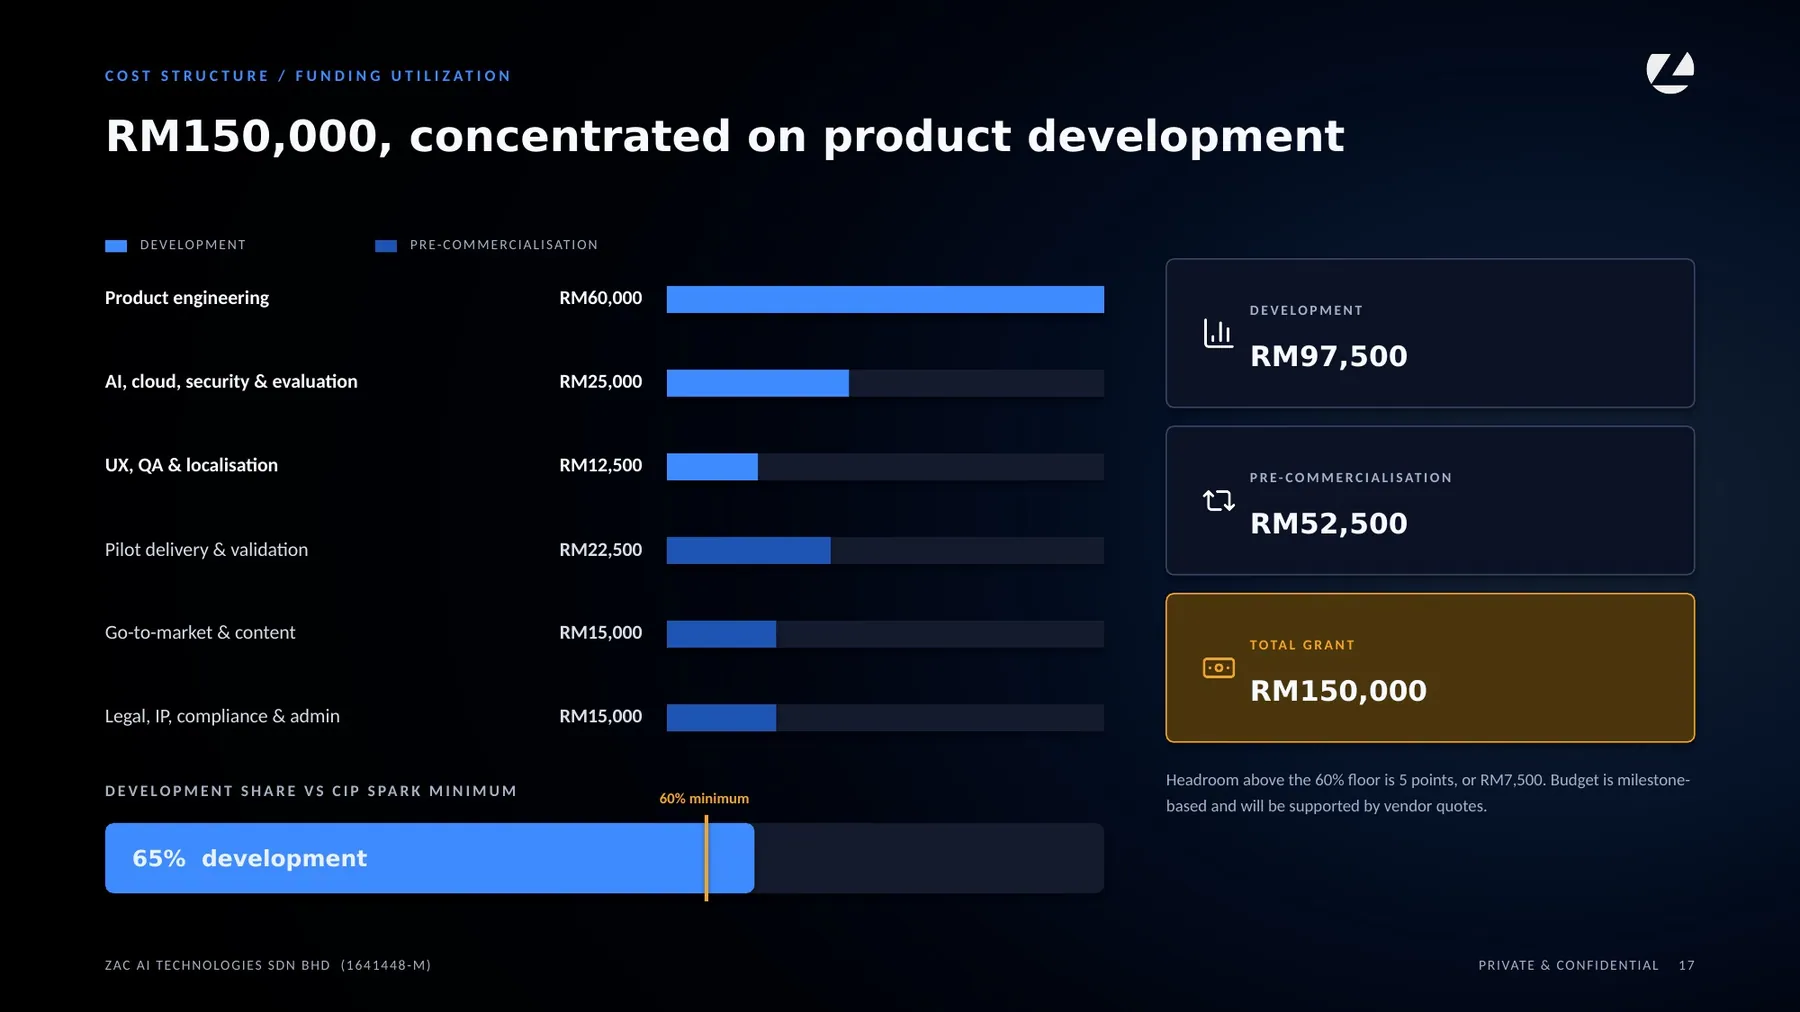 COST STRUCTURE / FUNDING UTILIZATION
RM150,000, concentrated on product development
DEVELOPMENT
PRE-COMMERCIALISATION
Product engineering RM60,000
AI, cloud, security & evaluation RM25,000
UX, QA & localisation RM12,500
Pilot delivery & validation RM22,500
Go-to-market & content RM15,000
Legal, IP, compliance & admin RM15,000
DEVELOPMENT SHARE VS CIP SPARK MINIMUM
60% minimum
65% development
DEVELOPMENT
RM97,500
PRE-COMMERCIALISATION
RM52,500
TOTAL GRANT
RM150,000
Headroom above the 60% floor is 5 points, or RM7,500. Budget is milestone-
based and will be supported by vendor quotes.
ZAC AI TECHNOLOGIES SDN BHD (1641448-M)
PRIVATE & CONFIDENTIAL 17